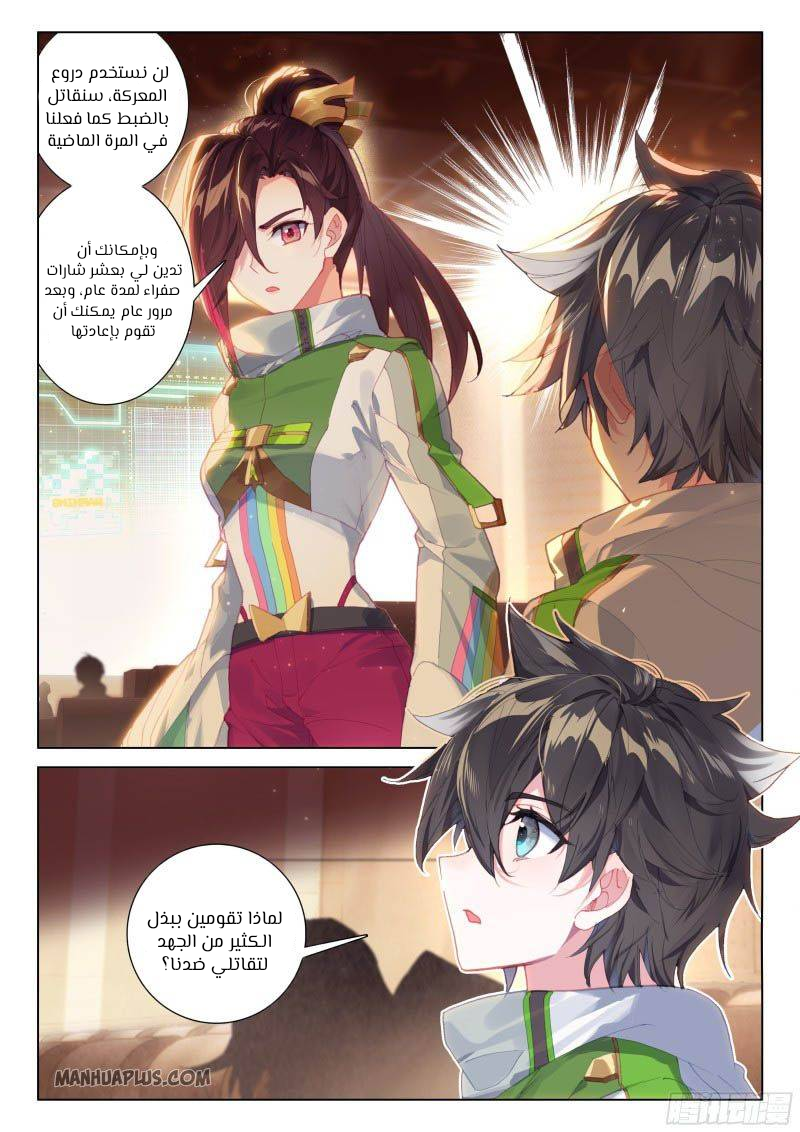 لن نستخدم دروع
المعركة، سنقاتل
بالضبط كما فعلنا
في المرة الماضية
وبإمكانك أن
تدين لي بعشر شارات
صفراء لمدة عام، وبعد
مرور عام يمكنك أن
تقوم بإعادتها
لماذا تقومين ببذل
الكثير من الجهد
لتقاتلي ضدنا؟
MANHUAPLUS.COM